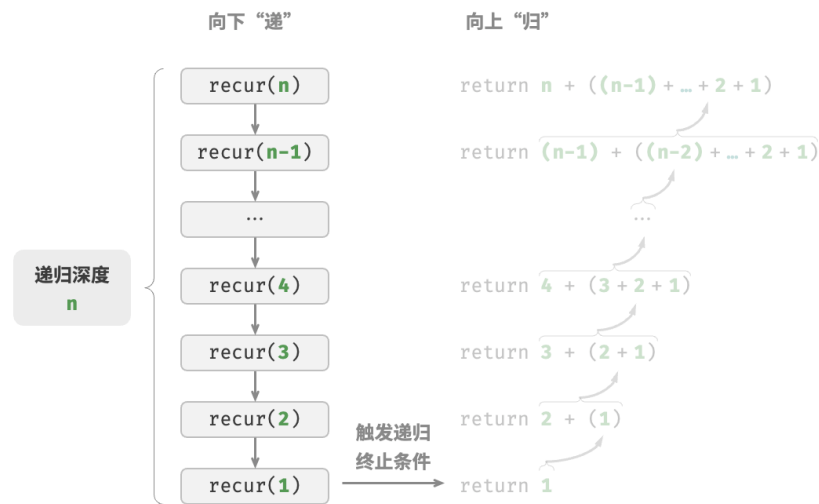 向下“递”
向上“归”
recur(n)
return n + ((n-1) + … + 2 + 1)
recur(n-1)
return (n-1) + ((n-2) + … + 2 + 1)
…
…
递归深度
n
recur(4)
return 4 + (3 + 2 + 1)
recur(3)
return 3 + (2 + 1)
recur(2)
return 2 + (1)
触发递归
终止条件
recur(1)
return 1